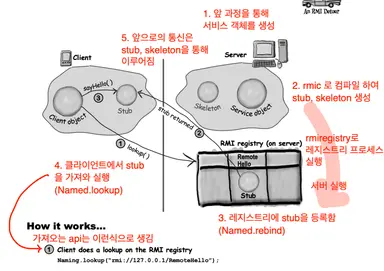 An RMI Detour
1. 앞 과정을 통해
서비스 객체를 생성
Client
5. 앞으로의 통신은
stub, skeleton을 통해
이루어짐
Server
sayHello()
3
Stub
Client object
Skeleton
Service object
2. rmic 로 컴파일 하여
stub, skeleton 생성
stub returned
2
lookup()
1
RMI registry (on server)
Remote
Hello
Stub
rmiregistry로
레지스트리 프로세스
실행
서버 실행
4. 클라이언트에서 stub
을 가져와 실행
(Named.lookup)
3. 레지스트리에 stub을 등록함
(Named.rebind)
How it works...
가져오는 api는 이런식으로 생김
1 Client does a lookup on the RMI registry
Naming.lookup("rmi://127.0.0.1/RemoteHello");